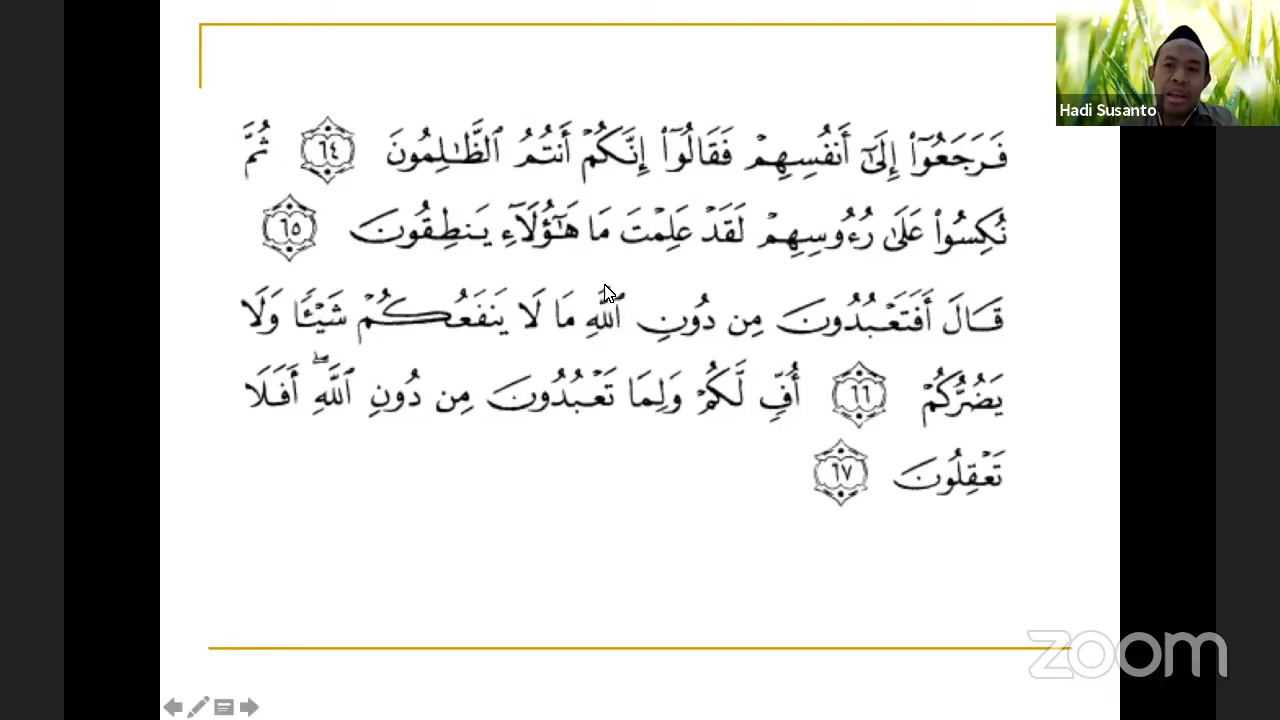 Hadi Susanto
فَرَجَعُوٓا۟ إِلَىٰٓ أَنفُسِهِمْ فَقَالُوٓا۟ إِنَّكُمْ أَنتُمُ ٱلظَّـٰلِمُونَ ٦٤ ثُمَّ
نُكِسُوا۟ عَلَىٰ رُءُوسِهِمْ لَقَدْ عَلِمْتَ مَا هَـٰٓؤُلَآءِ يَنطِقُونَ ٦٥
قَالَ أَفَتَعْبُدُونَ مِن دُونِ ٱللَّهِ مَا لَا يَنفَعُكُمْ شَيْـًٔا وَلَا
يَضُرُّكُمْ ٦٦ أُفٍّ لَّكُمْ وَلِمَا تَعْبُدُونَ مِن دُونِ ٱللَّهِ ۖ أَفَلَا
تَعْقِلُونَ ٦٧
zoom